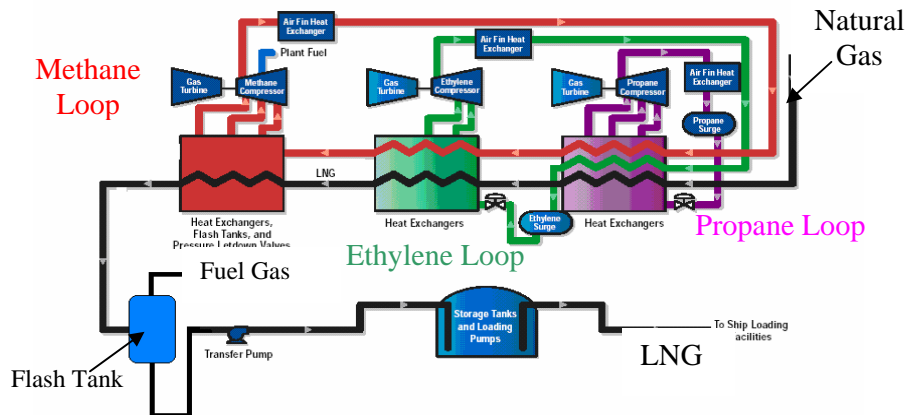 Air Fin Heat
Exchanger
Natural
Gas
Plant Fuel
Air Fin Heat
Exchanger
Methane
Loop
Gas
Turbine
Methane
Compressor
Gas
Turbine
Ethylene
Compressor
Gas
Turbine
Propane
Compressor
Air Fin Heat
Exchanger
Propane
Surge
LNG
Heat Exchangers,
Flash Tanks, and
Pressure Letdown Valves
Heat Exchangers
Ethylene
Surge
Heat Exchangers
Propane Loop
Ethylene Loop
Fuel Gas
Storage Tanks
and Loading
Pumps
To Ship Loading
acilities
Transfer Pump
LNG
Flash Tank